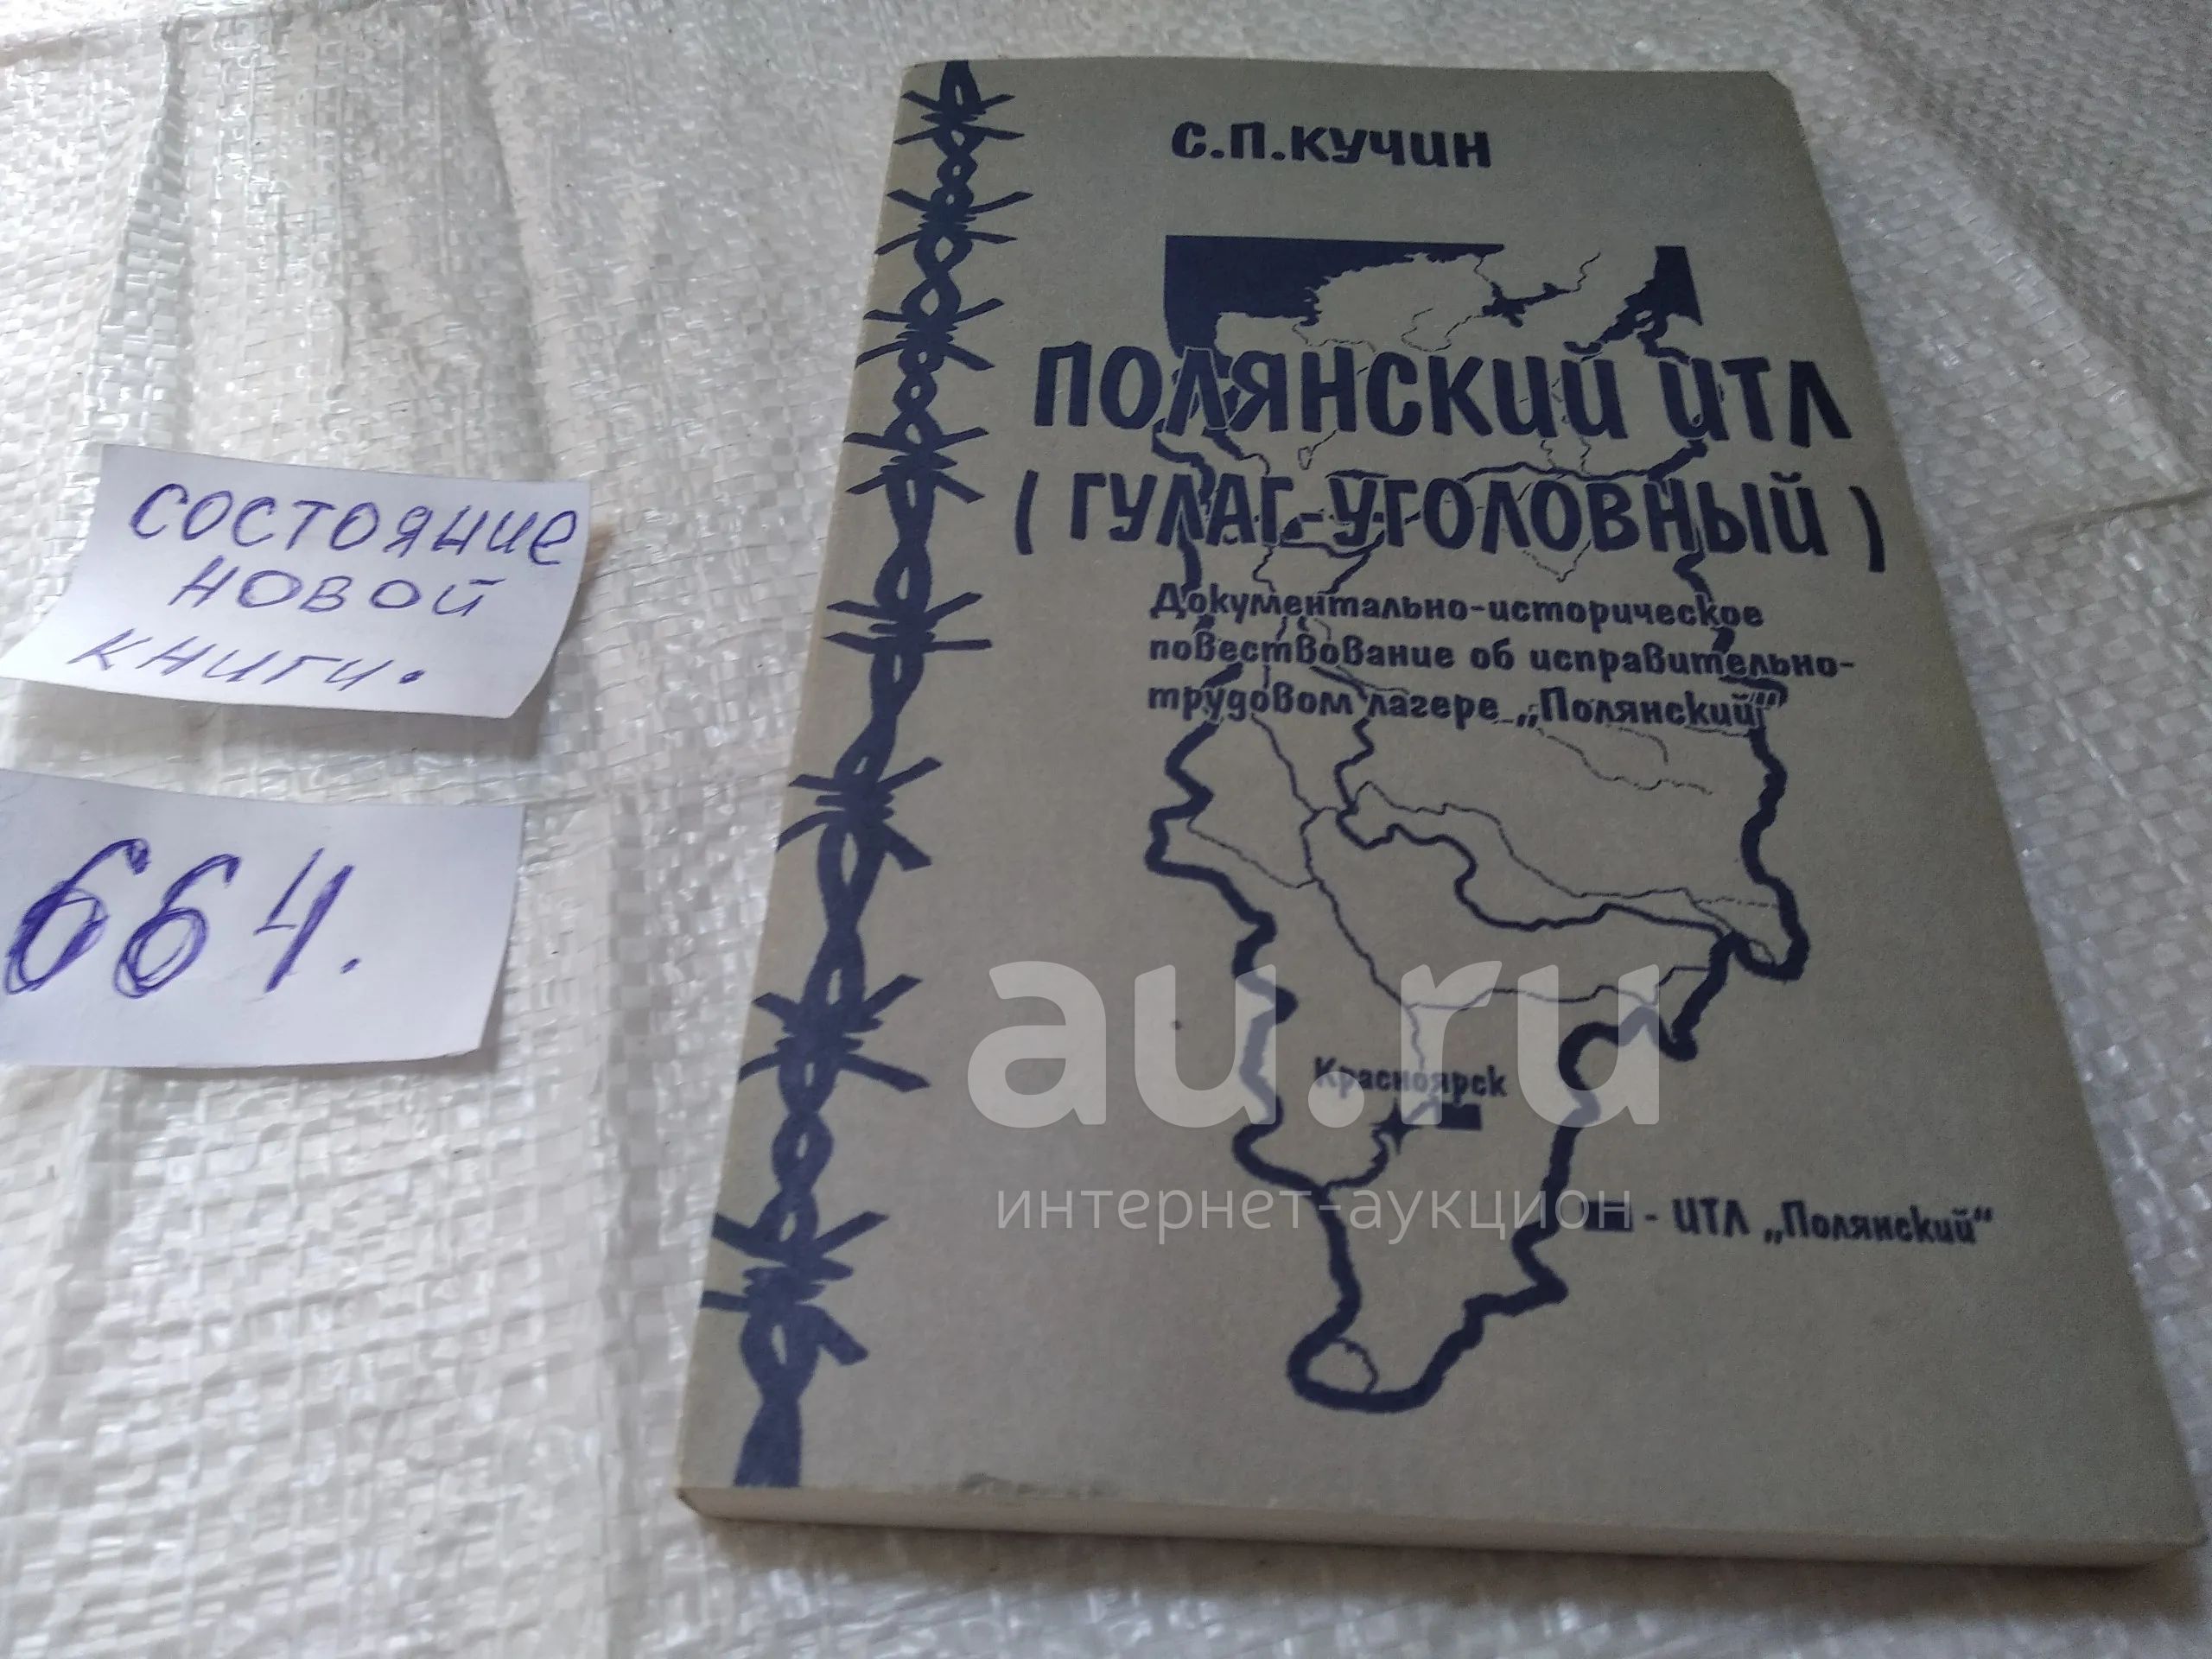 С.П.КУЧИН
ПОЛЯНСКИЙ ИТЛ
( ГУЛАГ-УГОЛОВНЫЙ )
Документально-историческое
повествование об исправительно-
трудовом лагере „Полянский"
Красноярск
- ИТЛ „Полянский"
состояние
новой
книги.
664.
au.ru
интернет-аукцион